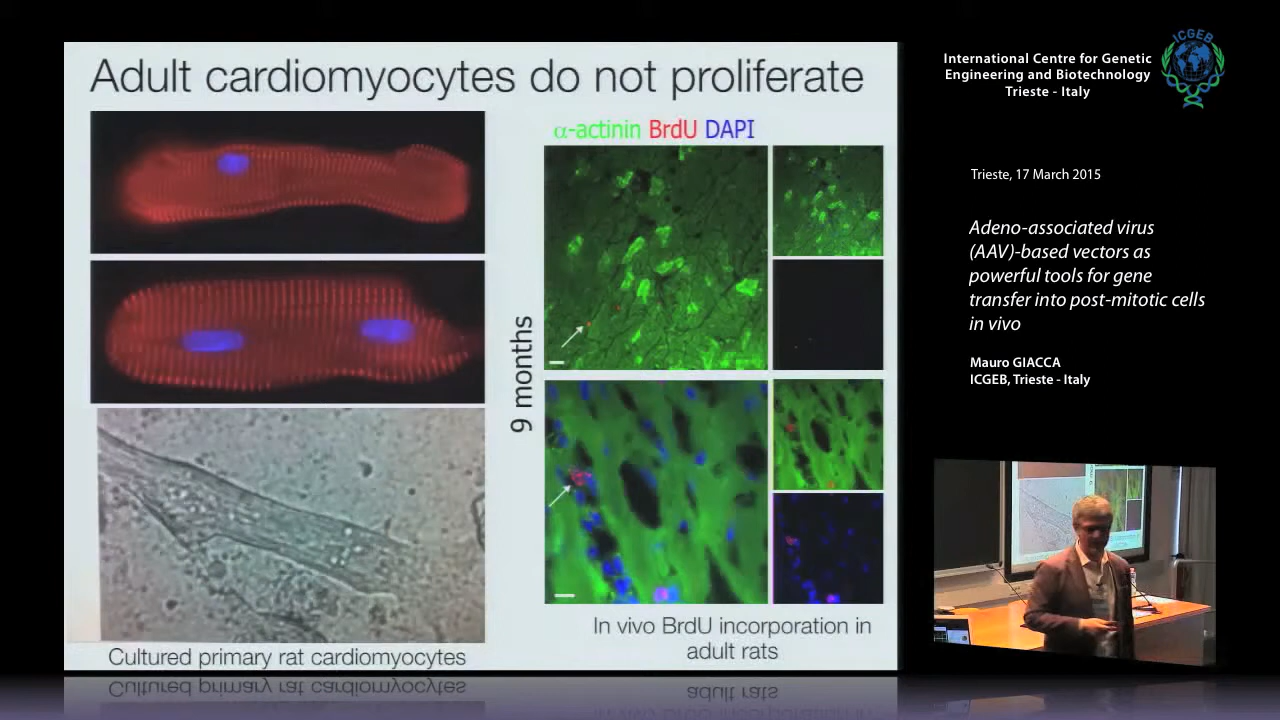 Adult cardiomyocytes do not proliferate
α-actinin BrdU DAPI
9 months
Cultured primary rat cardiomyocytes
In vivo BrdU incorporation in
adult rats
International Centre for Genetic
Engineering and Biotechnology
Trieste - Italy
ICGEB
Trieste, 17 March 2015
Adeno-associated virus
(AAV)-based vectors as
powerful tools for gene
transfer into post-mitotic cells
in vivo
Mauro GIACCA
ICGEB, Trieste - Italy